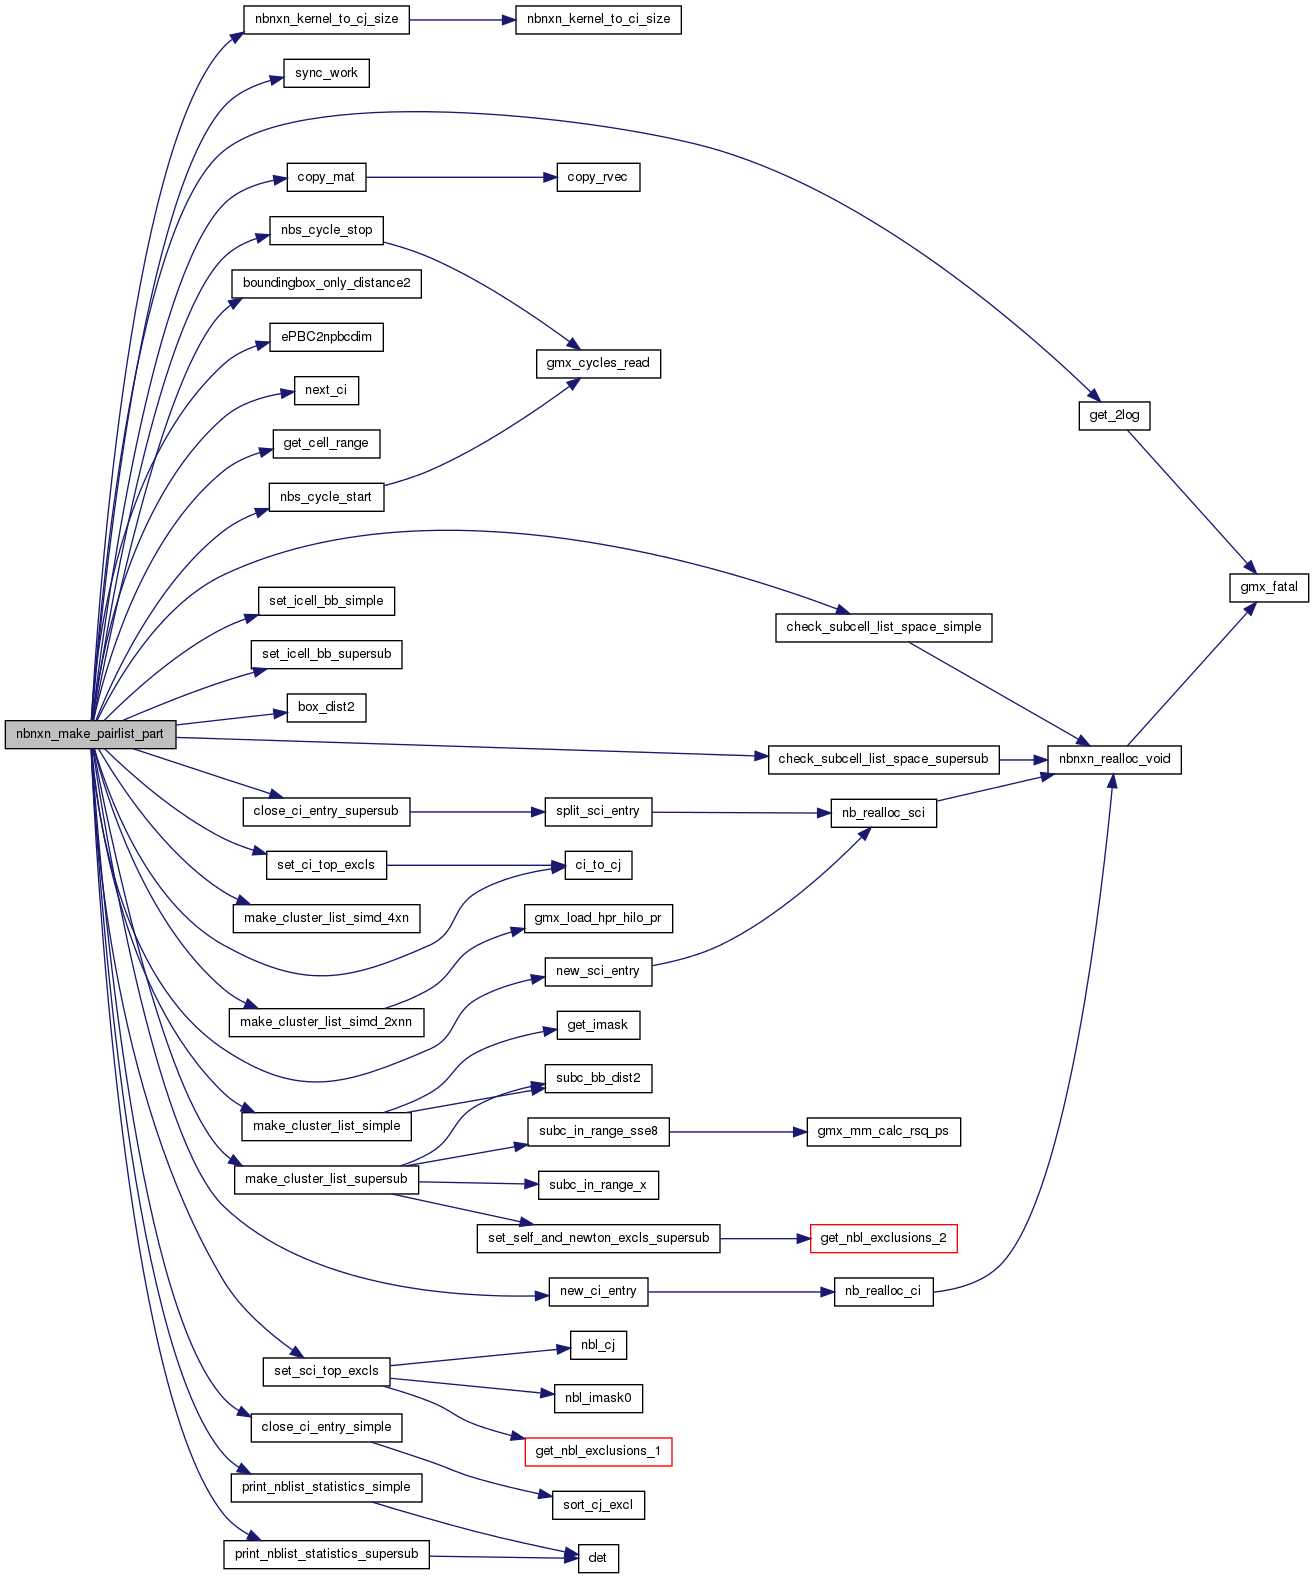 nbnxn_kernel_to_cj_size
nbnxn_kernel_to_ci_size
sync_work
copy_mat
copy_rvec
nbs_cycle_stop
boundingbox_only_distance2
ePBC2npbcdim
gmx_cycles_read
next_ci
get_2log
get_cell_range
nbs_cycle_start
gmx_fatal
set_icell_bb_simple
check_subcell_list_space_simple
set_icell_bb_supersub
box_dist2
nbnxn_make_pairlist_part
check_subcell_list_space_supersub
nbnxn_realloc_void
close_ci_entry_supersub
split_sci_entry
nb_realloc_sci
set_ci_top_excls
ci_to_cj
make_cluster_list_simd_4xn
gmx_load_hpr_hilo_pr
new_sci_entry
make_cluster_list_simd_2xnn
get_imask
subc_bb_dist2
make_cluster_list_simple
subc_in_range_sse8
gmx_mm_calc_rsq_ps
make_cluster_list_supersub
subc_in_range_x
set_self_and_newton_excls_supersub
get_nbl_exclusions_2
new_ci_entry
nb_realloc_ci
nbl_cj
set_sci_top_excls
nbl_imask0
close_ci_entry_simple
get_nbl_exclusions_1
print_nblist_statistics_simple
sort_cj_excl
print_nblist_statistics_supersub
det